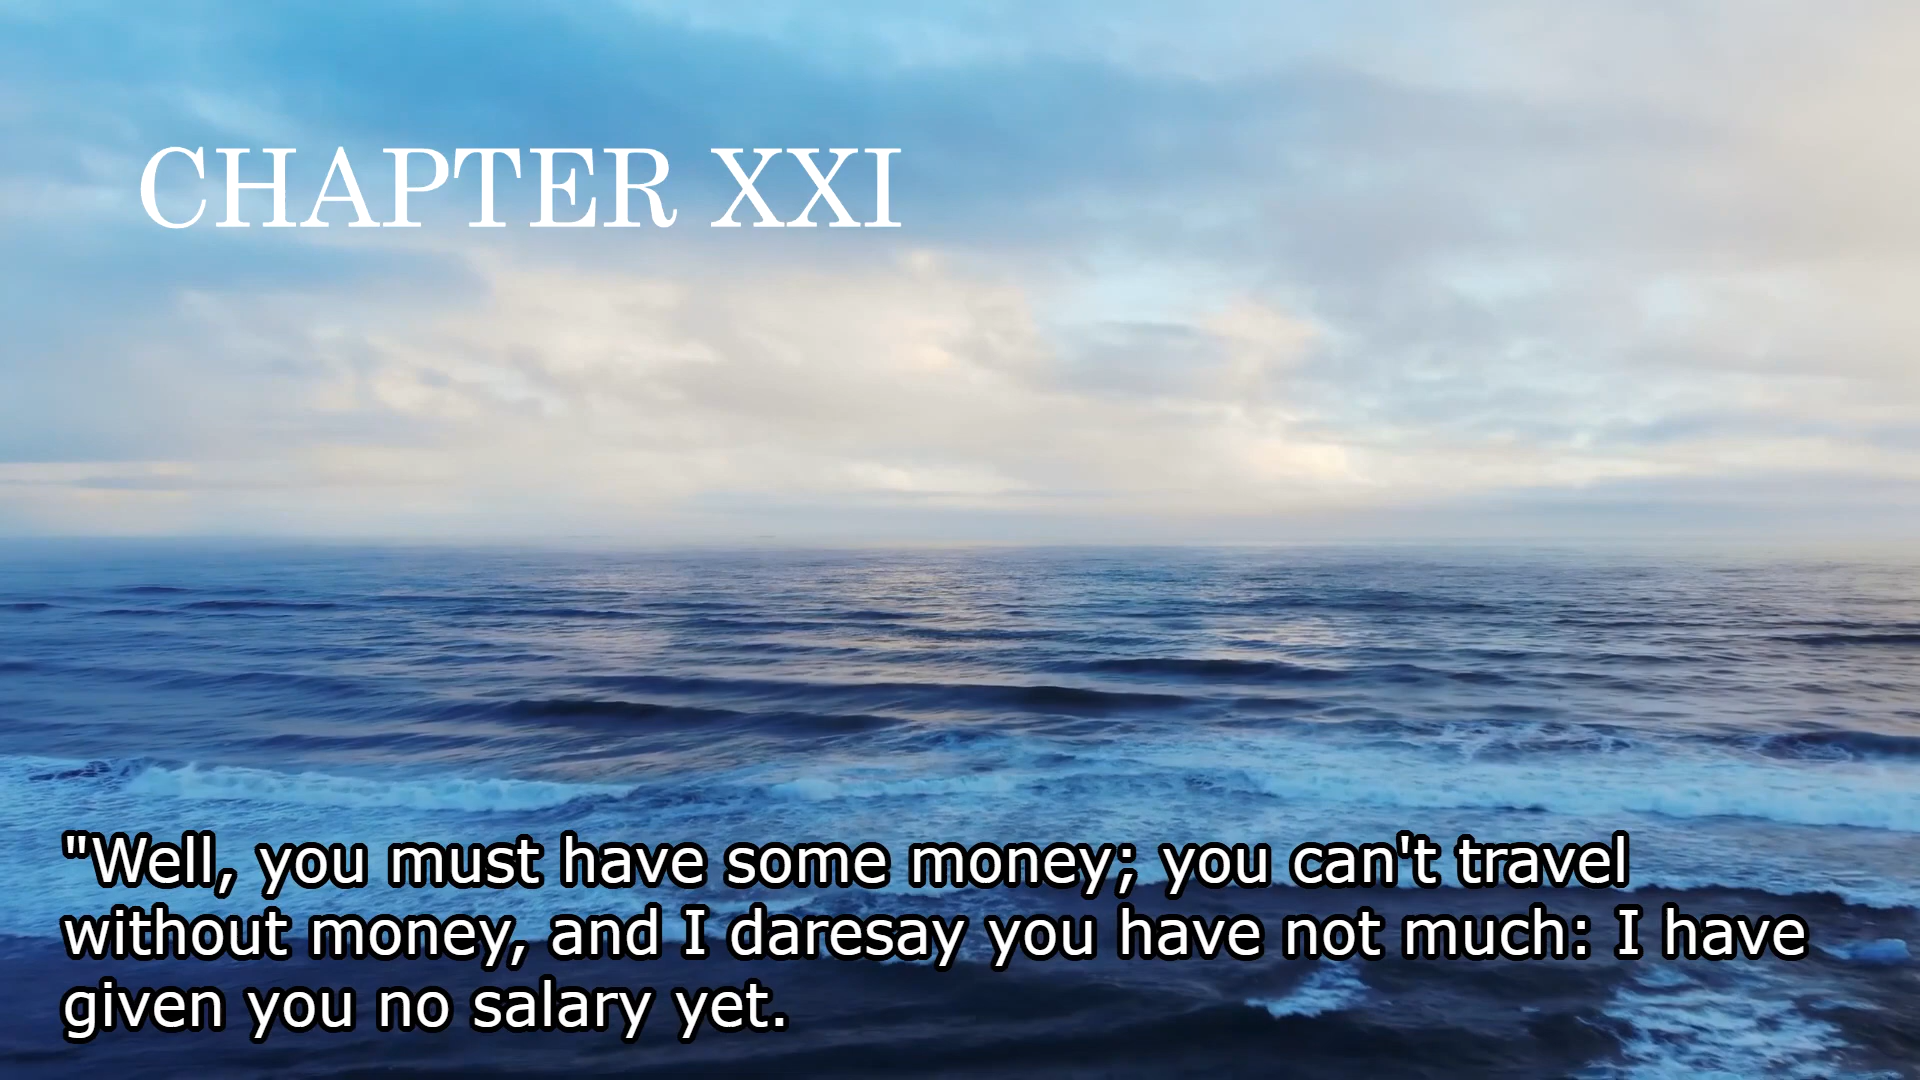 CHAPTER XXI
"Well, you must have some money; you can't travel
without money, and I daresay you have not much: I have
given you no salary yet.